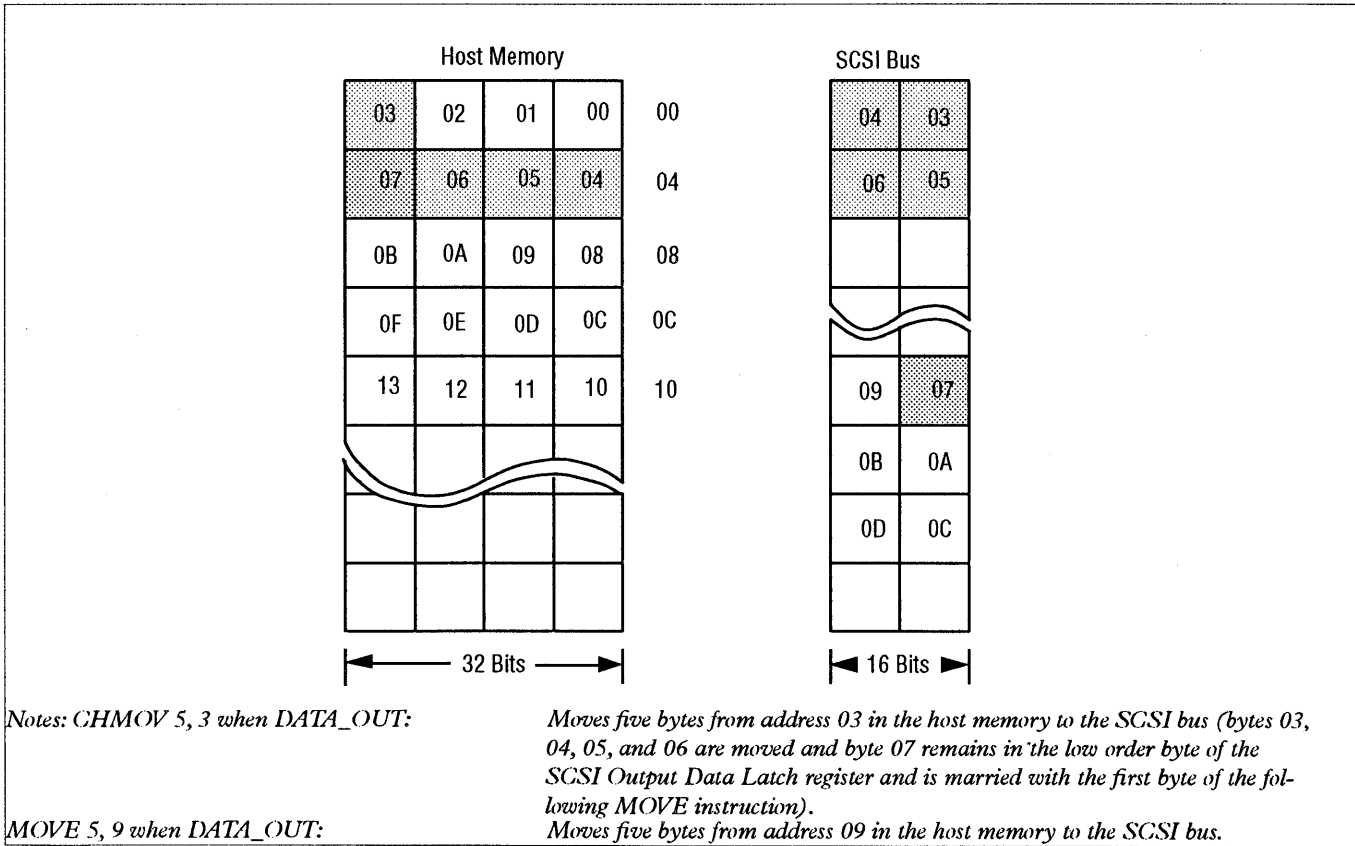 Host Memory
SCSI Bus
03 02 01 00 00
04 03
07 06 05 04 04
06 05
0B 0A 09 08 08
0F 0E 0D 0C 0C
13 12 11 10 10
09 07
0B 0A
0D 0C
32 Bits
16 Bits
Notes: CHMOV 5, 3 when DATA_OUT:
Moves five bytes from address 03 in the host memory to the SCSI bus (bytes 03,
04, 05, and 06 are moved and byte 07 remains in the low order byte of the
SCSI Output Data Latch register and is married with the first byte of the fol-
lowing MOVE instruction).
MOVE 5, 9 when DATA_OUT:
Moves five bytes from address 09 in the host memory to the SCSI bus.